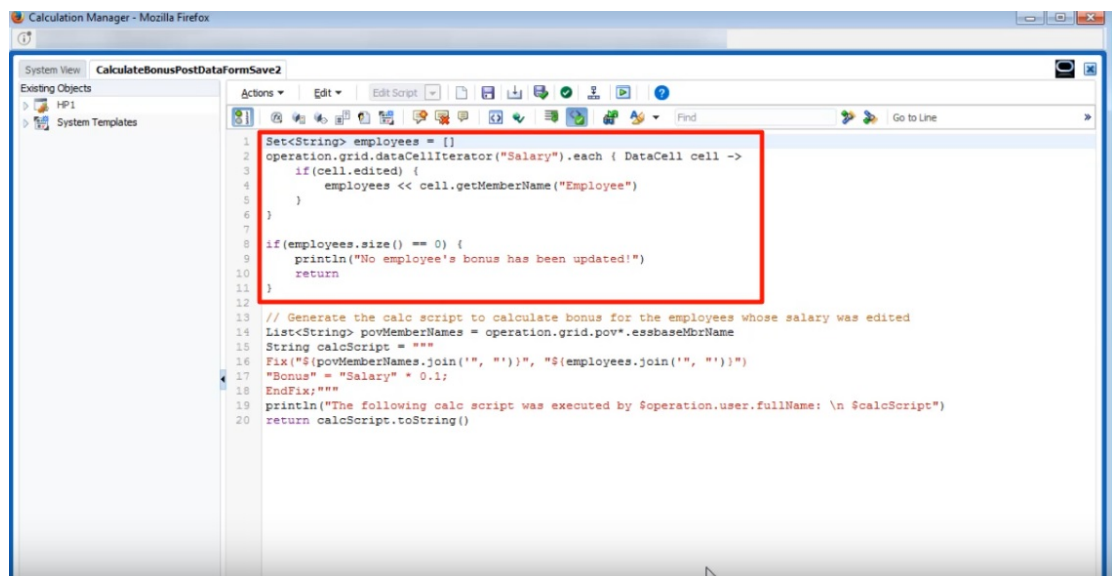 Calculation Manager - Mozilla Firefox
System View CalculateBonusPostDataFormSave2
Existing Objects
HP1
System Templates
Actions Edit Edit Script
Find Go to Line
1 Set<String> employees = []
2 operation.grid.dataCellIterator("Salary").each { DataCell cell ->
3 if(cell.edited) {
4 employees << cell.getMemberName("Employee")
5 }
6 }
7
8 if(employees.size() == 0) {
9 println("No employee's bonus has been updated!")
10 return
11 }
12
13 // Generate the calc script to calculate bonus for the employees whose salary was edited
14 List<String> povMemberNames = operation.grid.pov*.essbaseMbrName
15 String calcScript = """
16 Fix("${povMemberNames.join('", "')}", "${employees.join('", "')}")
17 "Bonus" = "Salary" * 0.1;
18 EndFix;"""
19 println("The following calc script was executed by $operation.user.fullName: \n $calcScript")
20 return calcScript.toString()